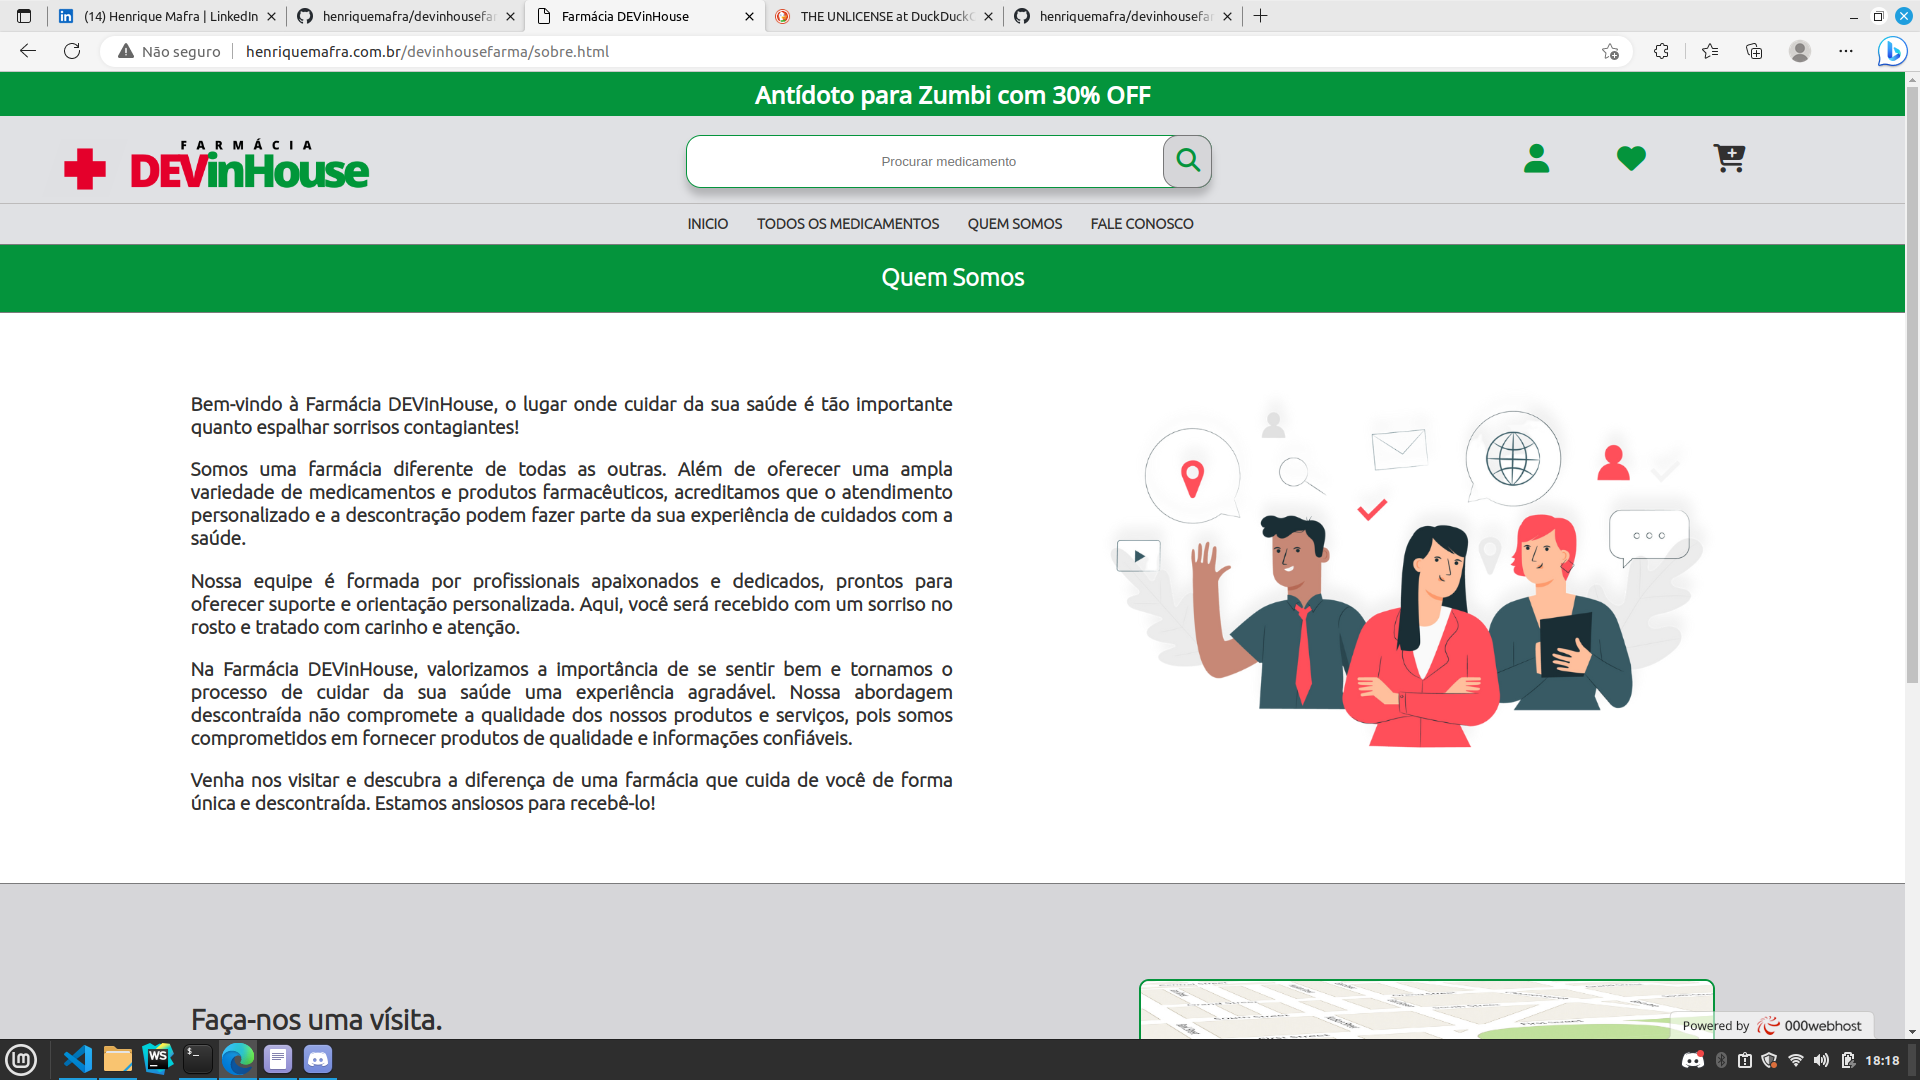 (14) Henrique Mafra | LinkedIn
henriquemafra/devinhousefar
Farmácia DEVinHouse
THE UNLICENSE at DuckDuckG
henriquemafra/devinhousefar
Não seguro
henriquemafra.com.br/devinhousefarma/sobre.html
Antídoto para Zumbi com 30% OFF
FARMÁCIA
DEVinHouse
Procurar medicamento
INICIO TODOS OS MEDICAMENTOS QUEM SOMOS FALE CONOSCO
Quem Somos
Bem-vindo à Farmácia DEVinHouse, o lugar onde cuidar da sua saúde é tão importante
quanto espalhar sorrisos contagiantes!
Somos uma farmácia diferente de todas as outras. Além de oferecer uma ampla
variedade de medicamentos e produtos farmacêuticos, acreditamos que o atendimento
personalizado e a descontração podem fazer parte da sua experiência de cuidados com a
saúde.
Nossa equipe é formada por profissionais apaixonados e dedicados, prontos para
oferecer suporte e orientação personalizada. Aqui, você será recebido com um sorriso no
rosto e tratado com carinho e atenção.
Na Farmácia DEVinHouse, valorizamos a importância de se sentir bem e tornamos o
processo de cuidar da sua saúde uma experiência agradável. Nossa abordagem
descontraída não compromete a qualidade dos nossos produtos e serviços, pois somos
comprometidos em fornecer produtos de qualidade e informações confiáveis.
Venha nos visitar e descubra a diferença de uma farmácia que cuida de você de forma
única e descontraída. Estamos ansiosos para recebê-lo!
Faça-nos uma vísita.
Powered by 000webhost
WS
18:18